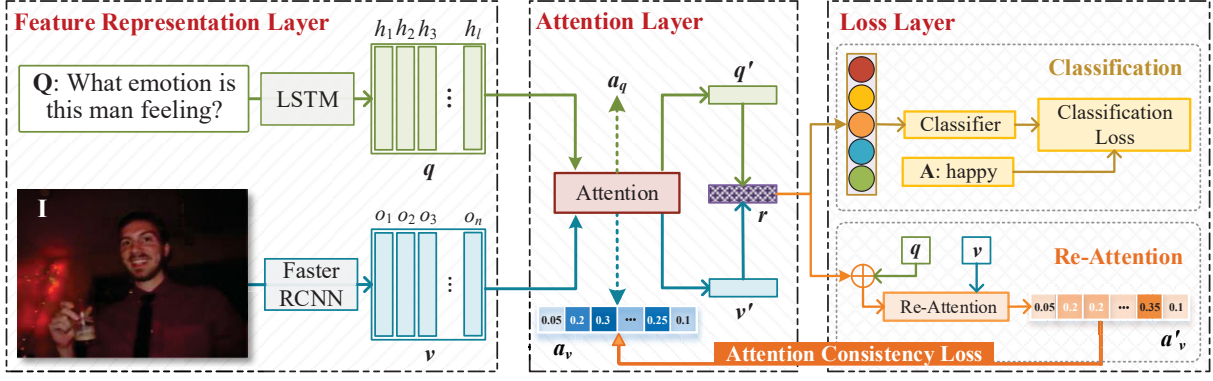 Feature Representation Layer
Q: What emotion is
this man feeling?
LSTM
h1 h2 h3 hl
⋮
q
I
Faster
RCNN
o1 o2 o3 on
⋮
v
Attention Layer
aq
q'
Attention
r
v'
0.05 0.2 0.3 ··· 0.25 0.1
av
Loss Layer
Classification
Classifier
Classification
Loss
A: happy
q
v
Re-Attention
Re-Attention
0.05 0.2 0.2 ··· 0.35 0.1
a'v
Attention Consistency Loss